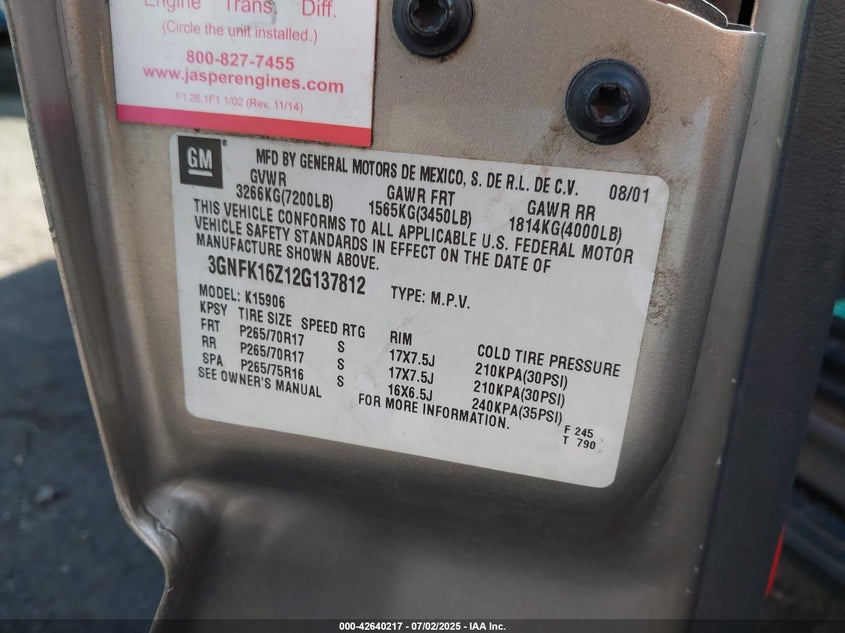 Engine Trans. Diff.
(Circle the unit installed.)
800-827-7455
www.jasperengines.com
F1.26.1F1 1/02 (Rev. 11/14)
GM
MFD BY GENERAL MOTORS DE MEXICO, S. DE R.L. DE C.V. 08/01
GVWR GAWR FRT GAWR RR
3266KG(7200LB) 1565KG(3450LB) 1814KG(4000LB)
THIS VEHICLE CONFORMS TO ALL APPLICABLE U.S. FEDERAL MOTOR
VEHICLE SAFETY STANDARDS IN EFFECT ON THE DATE OF
MANUFACTURE SHOWN ABOVE.
3GNFK16Z12G137812 TYPE: M.P.V.
MODEL: K15906
KPSY TIRE SIZE SPEED RTG RIM COLD TIRE PRESSURE
FRT P265/70R17 S 17X7.5J 210KPA(30PSI)
RR P265/70R17 S 17X7.5J 210KPA(30PSI)
SPA P265/75R16 S 16X6.5J 240KPA(35PSI)
SEE OWNER'S MANUAL FOR MORE INFORMATION.
F 245
T 790
000-42640217 - 07/02/2025 - IAA Inc.